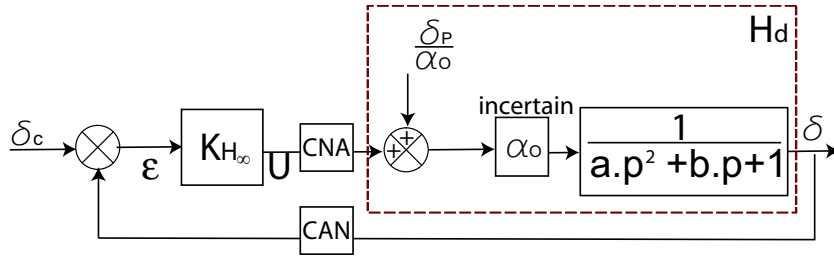 δP
αo
Hd
incertain
δc
KH∞
CNA
+
+
αo
1
a.p² +b.p+1
δ
ε
U
CAN